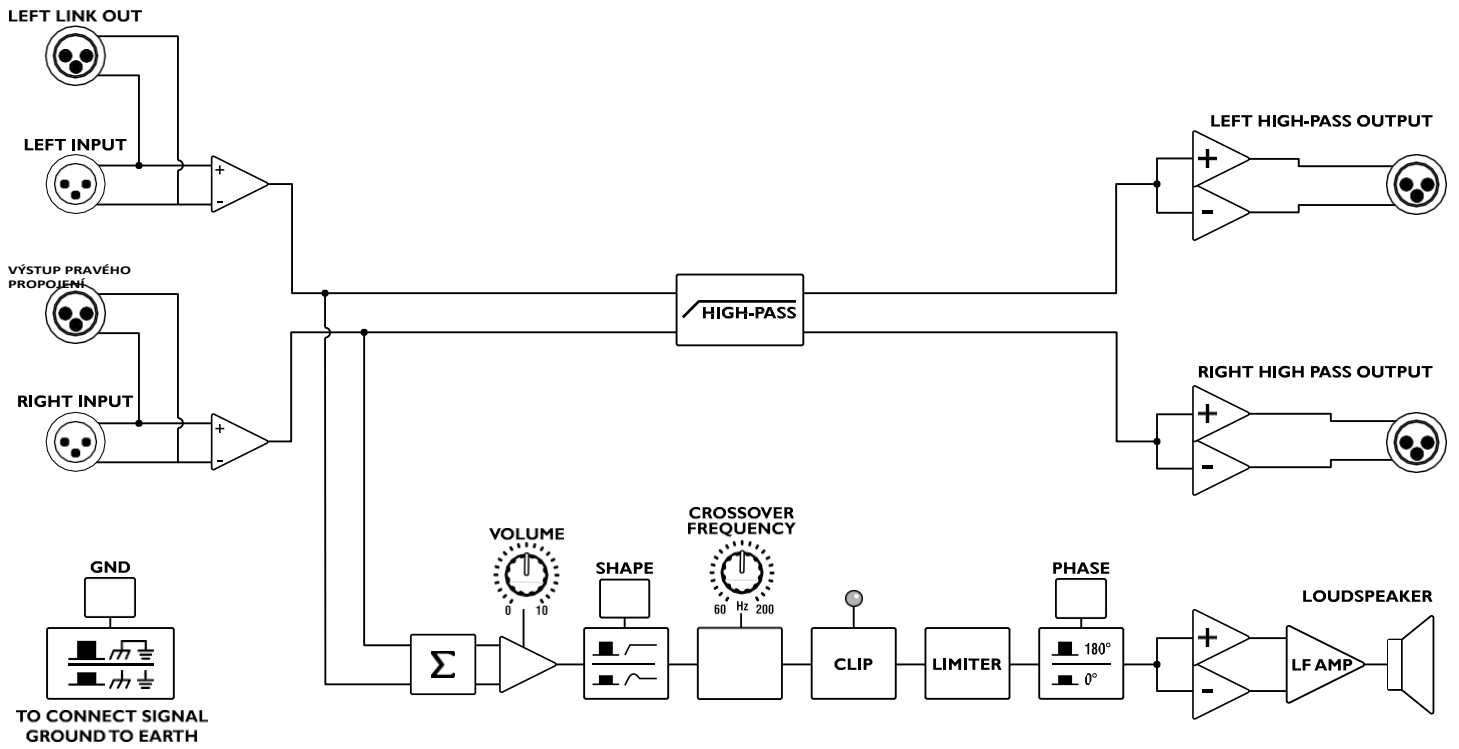 LEFT LINK OUT
LEFT INPUT
+
-
LEFT HIGH-PASS OUTPUT
+
-
VÝSTUP PRAVÉHO
PROPOJENÍ
HIGH-PASS
RIGHT INPUT
+
-
RIGHT HIGH PASS OUTPUT
+
-
GND
TO CONNECT SIGNAL
GROUND TO EARTH
Σ
VOLUME
0 10
SHAPE
CROSSOVER
FREQUENCY
60 Hz 200
CLIP
LIMITER
PHASE
180°
0°
+
-
LF AMP
LOUDSPEAKER